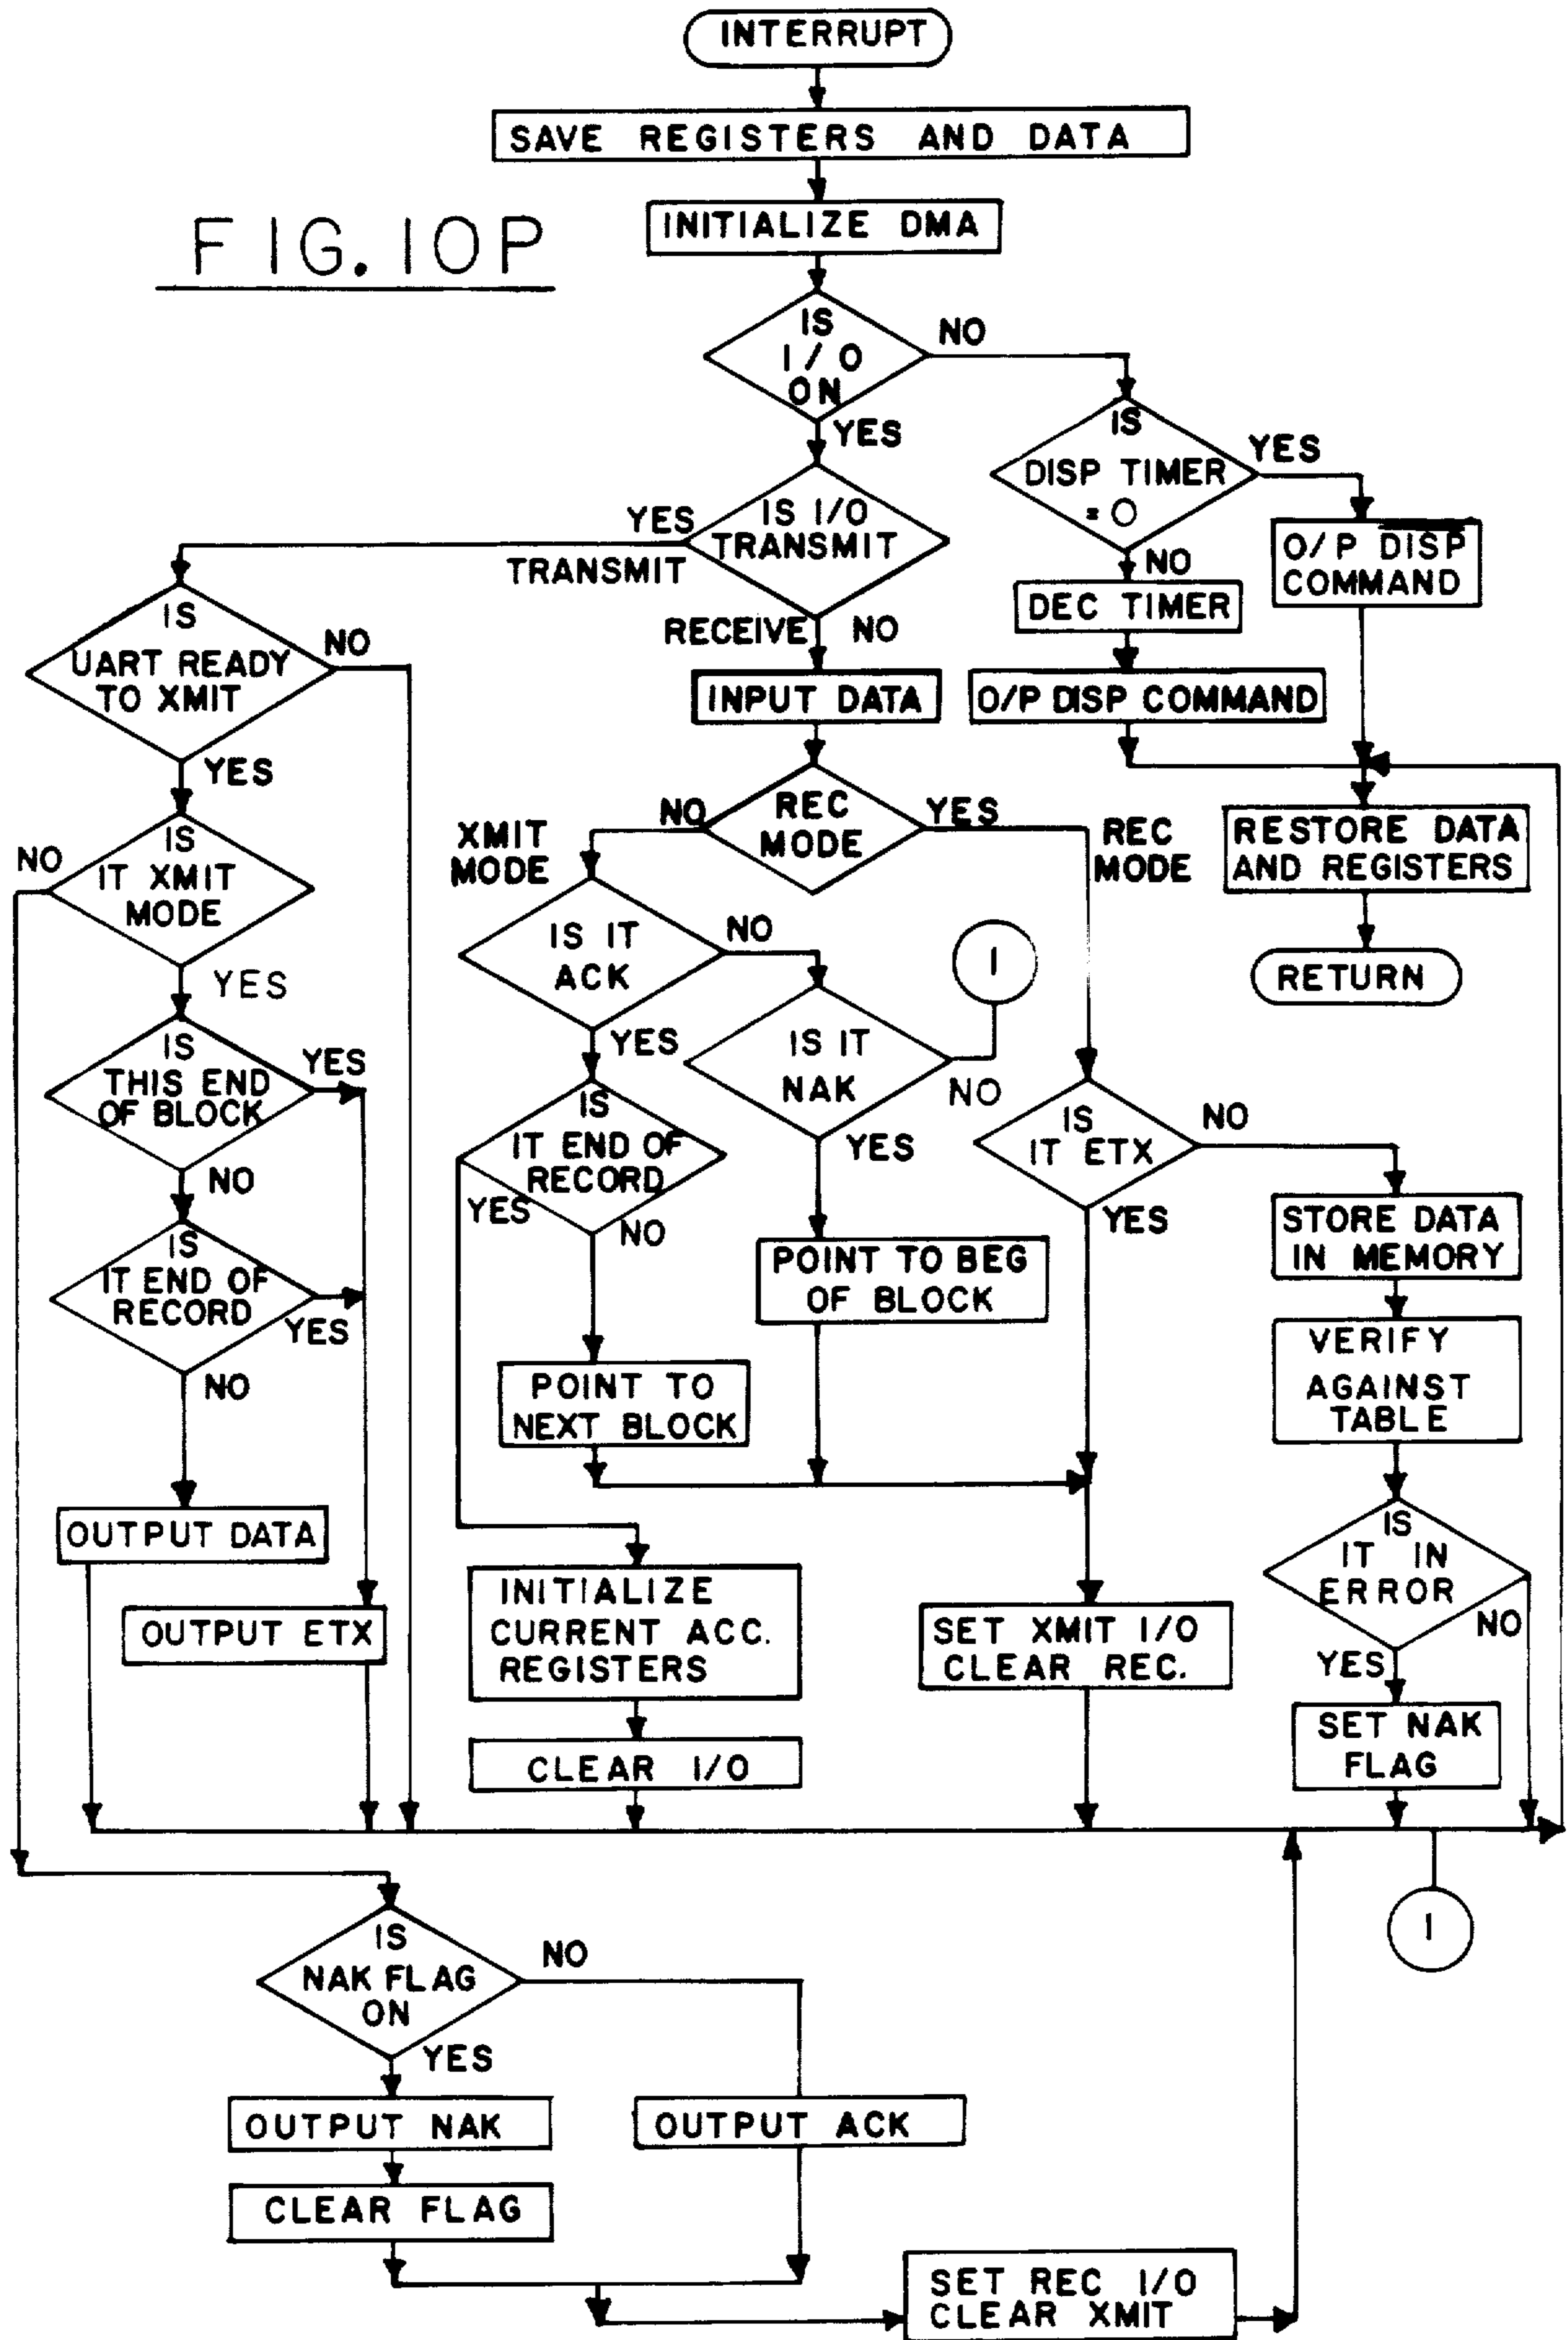 INTERRUPT
SAVE REGISTERS AND DATA
INITIALIZE DMA
FIG. 10P
IS
I/O
ON
NO
YES
IS
DISP TIMER
= 0
YES
NO
O/P DISP
COMMAND
DEC TIMER
O/P DISP COMMAND
IS I/O
TRANSMIT
YES
TRANSMIT
RECEIVE NO
INPUT DATA
IS
UART READY
TO XMIT
NO
YES
REC
MODE
NO
XMIT
MODE
YES
REC
MODE
RESTORE DATA
AND REGISTERS
RETURN
IS
IT XMIT
MODE
NO
YES
IS IT
ACK
NO
YES
1
IS IT
NAK
NO
YES
IS
THIS END
OF BLOCK
YES
NO
IS
IT END OF
RECORD
YES
NO
IS
IT ETX
NO
YES
STORE DATA
IN MEMORY
IS
IT END OF
RECORD
YES
NO
POINT TO BEG
OF BLOCK
VERIFY
AGAINST
TABLE
POINT TO
NEXT BLOCK
OUTPUT DATA
OUTPUT ETX
INITIALIZE
CURRENT ACC.
REGISTERS
CLEAR I/O
SET XMIT I/O
CLEAR REC.
IS
IT IN
ERROR
NO
YES
SET NAK
FLAG
1
IS
NAK FLAG
ON
NO
YES
OUTPUT NAK
OUTPUT ACK
CLEAR FLAG
SET REC I/O
CLEAR XMIT